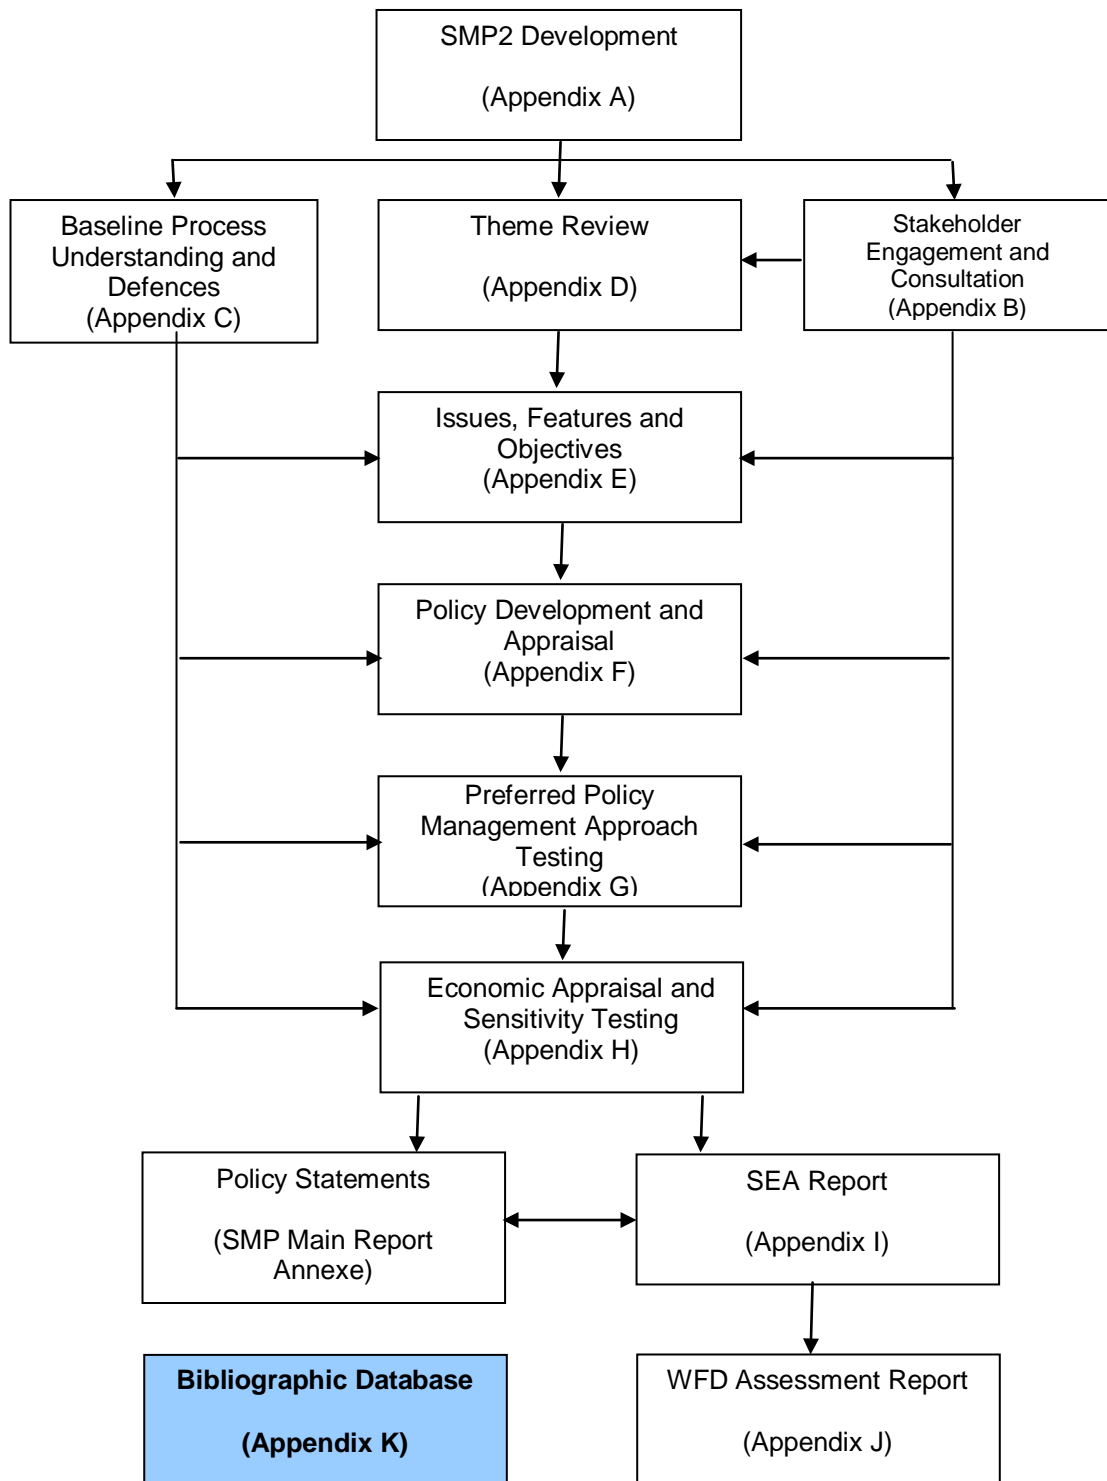 SMP2 Development
(Appendix A)
Baseline Process
Understanding and
Defences
(Appendix C)
Theme Review
(Appendix D)
Stakeholder
Engagement and
Consultation
(Appendix B)
Issues, Features and
Objectives
(Appendix E)
Policy Development and
Appraisal
(Appendix F)
Preferred Policy
Management Approach
Testing
(Appendix G)
Economic Appraisal and
Sensitivity Testing
(Appendix H)
Policy Statements
(SMP Main Report
Annexe)
SEA Report
(Appendix I)
Bibliographic Database
(Appendix K)
WFD Assessment Report
(Appendix J)